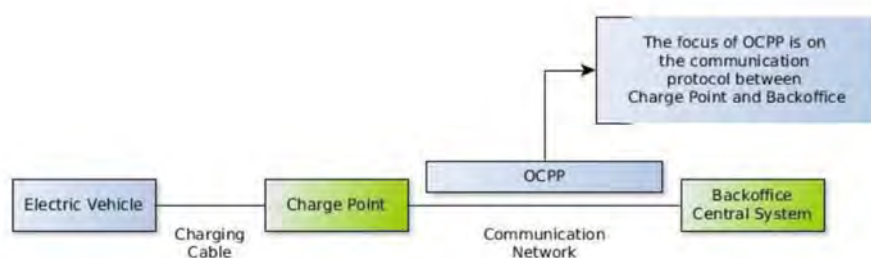 The focus of OCPP is on
the communication
protocol between
Charge Point and Backoffice
OCPP
Electric Vehicle
Charge Point
Backoffice
Central System
Charging
Cable
Communication
Network